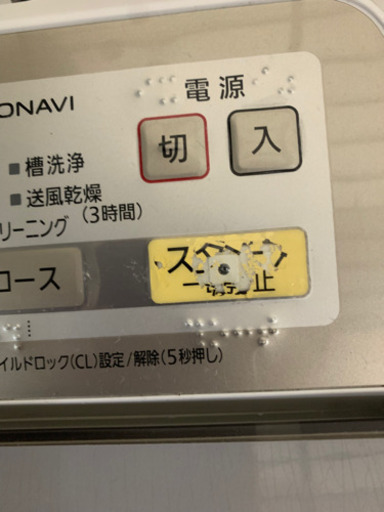 ONAVI
電源
切 入
■槽洗浄
■送風乾燥
リーニング (3時間)
コース
ス
止
イルドロック(CL)設定/解除(5秒押し)